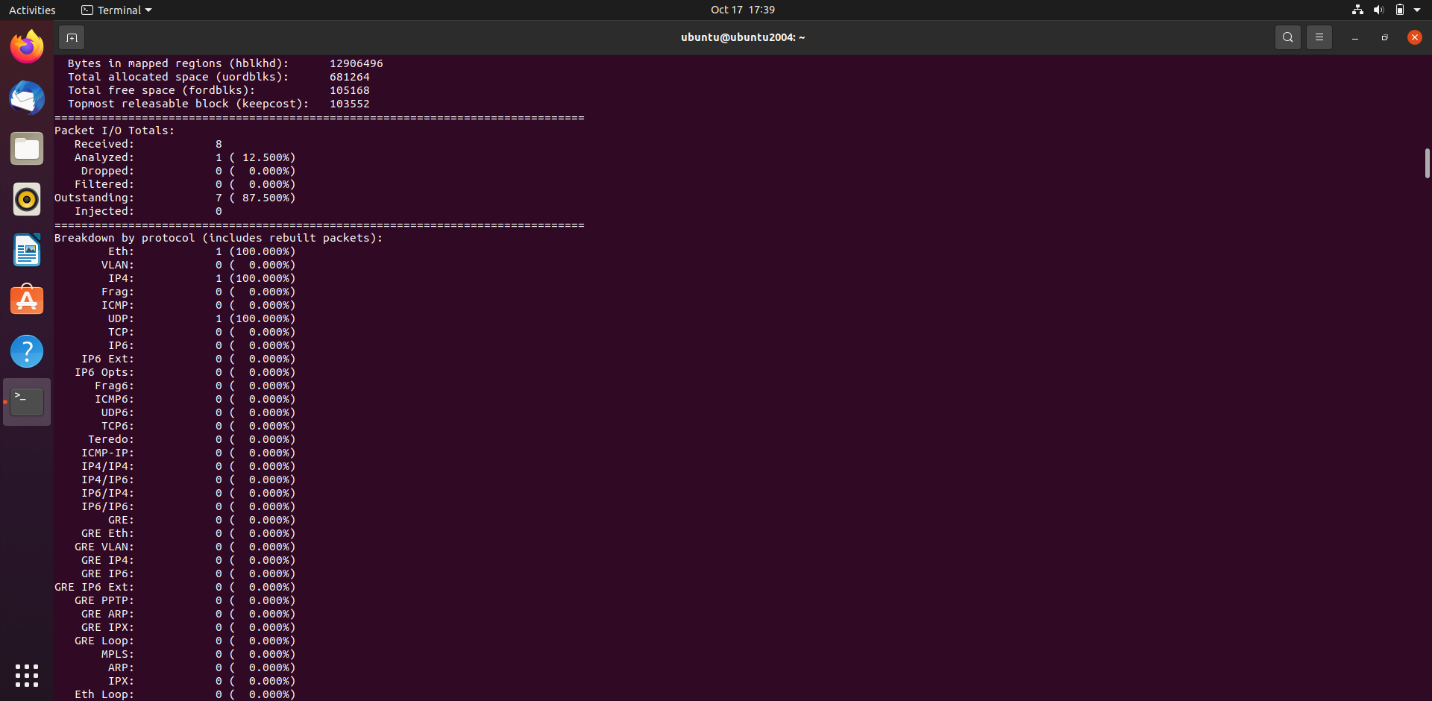 Activities Terminal Oct 17 17:39
ubuntu@ubuntu2004: ~
Bytes in mapped regions (hblkhd): 12906496
Total allocated space (uordblks): 681264
Total free space (fordblks): 105168
Topmost releasable block (keepcost): 103552
===============================================================================
Packet I/O Totals:
Received: 8
Analyzed: 1 ( 12.500%)
Dropped: 0 ( 0.000%)
Filtered: 0 ( 0.000%)
Outstanding: 7 ( 87.500%)
Injected: 0
===============================================================================
Breakdown by protocol (includes rebuilt packets):
Eth: 1 (100.000%)
VLAN: 0 ( 0.000%)
IP4: 1 (100.000%)
Frag: 0 ( 0.000%)
ICMP: 0 ( 0.000%)
UDP: 1 (100.000%)
TCP: 0 ( 0.000%)
IP6: 0 ( 0.000%)
IP6 Ext: 0 ( 0.000%)
IP6 Opts: 0 ( 0.000%)
Frag6: 0 ( 0.000%)
ICMP6: 0 ( 0.000%)
UDP6: 0 ( 0.000%)
TCP6: 0 ( 0.000%)
Teredo: 0 ( 0.000%)
ICMP-IP: 0 ( 0.000%)
IP4/IP4: 0 ( 0.000%)
IP4/IP6: 0 ( 0.000%)
IP6/IP4: 0 ( 0.000%)
IP6/IP6: 0 ( 0.000%)
GRE: 0 ( 0.000%)
GRE Eth: 0 ( 0.000%)
GRE VLAN: 0 ( 0.000%)
GRE IP4: 0 ( 0.000%)
GRE IP6: 0 ( 0.000%)
GRE IP6 Ext: 0 ( 0.000%)
GRE PPTP: 0 ( 0.000%)
GRE ARP: 0 ( 0.000%)
GRE IPX: 0 ( 0.000%)
GRE Loop: 0 ( 0.000%)
MPLS: 0 ( 0.000%)
ARP: 0 ( 0.000%)
IPX: 0 ( 0.000%)
Eth Loop: 0 ( 0.000%)